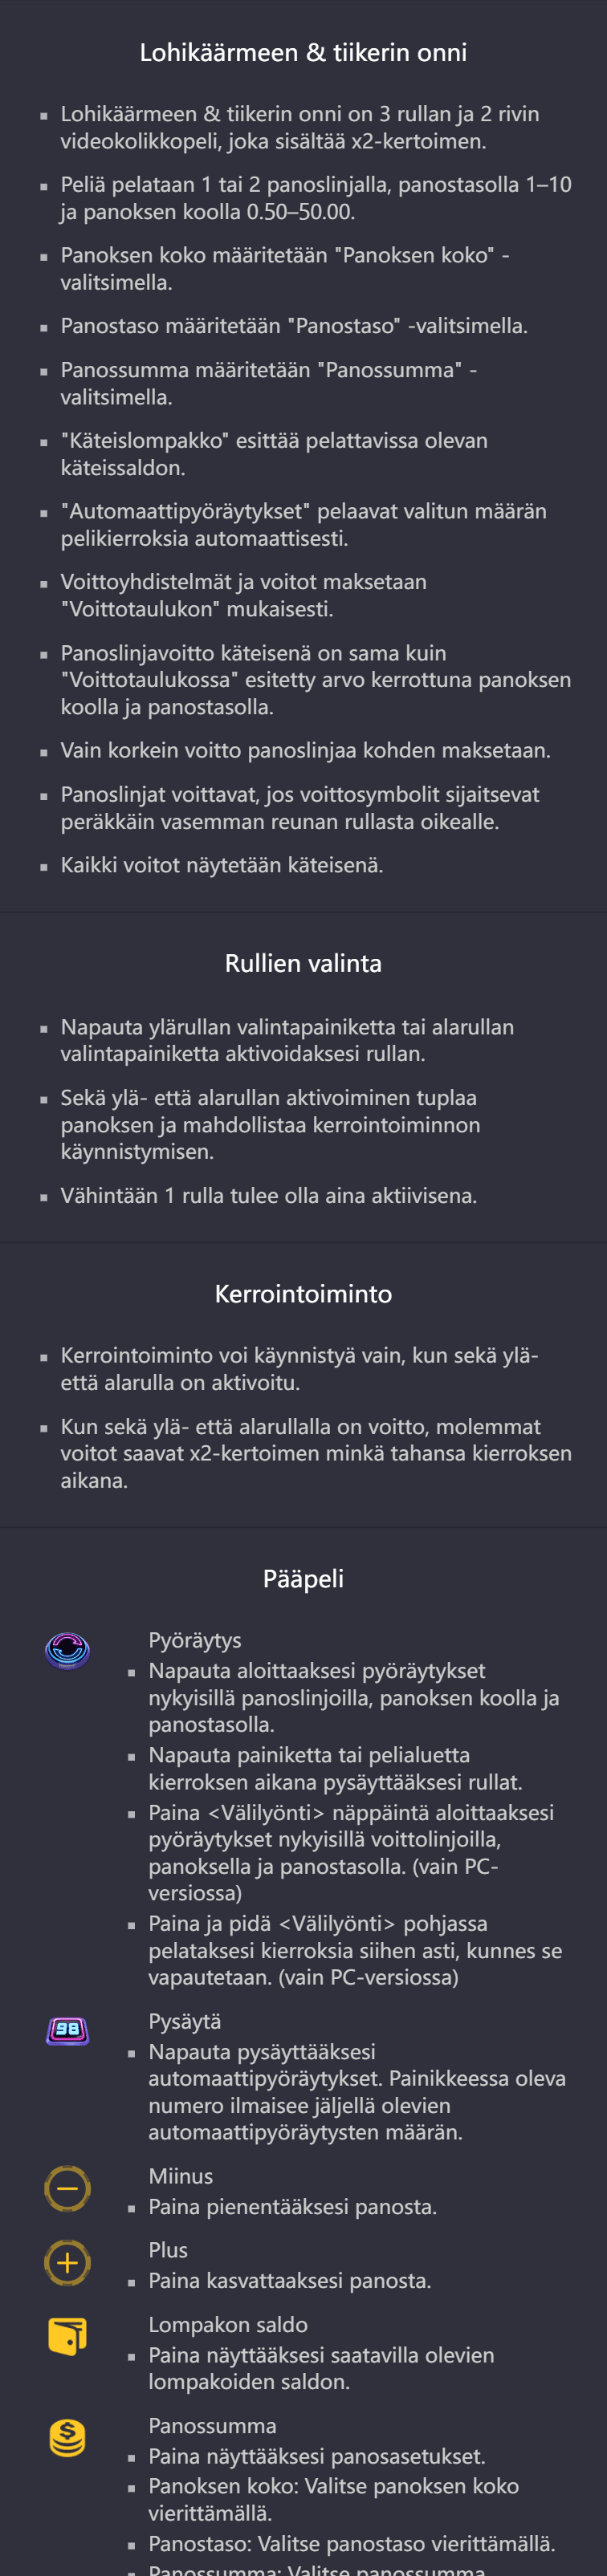 Lohikäärmeen & tiikerin onni
▪ Lohikäärmeen & tiikerin onni on 3 rullan ja 2 rivin
videokolikkopeli, joka sisältää x2-kertoimen.
▪ Peliä pelataan 1 tai 2 panoslinjalla, panostasolla 1–10
ja panoksen koolla 0.50–50.00.
▪ Panoksen koko määritetään "Panoksen koko" -
valitsimella.
▪ Panostaso määritetään "Panostaso" -valitsimella.
▪ Panossumma määritetään "Panossumma" -
valitsimella.
▪ "Käteislompakko" esittää pelattavissa olevan
käteissaldon.
▪ "Automaattipyöräytykset" pelaavat valitun määrän
pelikierroksia automaattisesti.
▪ Voittoyhdistelmät ja voitot maksetaan
"Voittotaulukon" mukaisesti.
▪ Panoslinjavoitto käteisenä on sama kuin
"Voittotaulukossa" esitetty arvo kerrottuna panoksen
koolla ja panostasolla.
▪ Vain korkein voitto panoslinjaa kohden maksetaan.
▪ Panoslinjat voittavat, jos voittosymbolit sijaitsevat
peräkkäin vasemman reunan rullasta oikealle.
▪ Kaikki voitot näytetään käteisenä.
Rullien valinta
▪ Napauta ylärullan valintapainiketta tai alarullan
valintapainiketta aktivoidaksesi rullan.
▪ Sekä ylä- että alarullan aktivoiminen tuplaa
panoksen ja mahdollistaa kerrointoiminnon
käynnistymisen.
▪ Vähintään 1 rulla tulee olla aina aktiivisena.
Kerrointoiminto
▪ Kerrointoiminto voi käynnistyä vain, kun sekä ylä-
että alarulla on aktivoitu.
▪ Kun sekä ylä- että alarullalla on voitto, molemmat
voitot saavat x2-kertoimen minkä tahansa kierroksen
aikana.
Pääpeli
Pyöräytys
▪ Napauta aloittaaksesi pyöräytykset
nykyisillä panoslinjoilla, panoksen koolla ja
panostasolla.
▪ Napauta painiketta tai pelialuetta
kierroksen aikana pysäyttääksesi rullat.
▪ Paina <Välilyönti> näppäintä aloittaaksesi
pyöräytykset nykyisillä voittolinjoilla,
panoksella ja panostasolla. (vain PC-
versiossa)
▪ Paina ja pidä <Välilyönti> pohjassa
pelataksesi kierroksia siihen asti, kunnes se
vapautetaan. (vain PC-versiossa)
98
Pysäytä
▪ Napauta pysäyttääksesi
automaattipyöräytykset. Painikkeessa oleva
numero ilmaisee jäljellä olevien
automaattipyöräytysten määrän.
Miinus
▪ Paina pienentääksesi panosta.
Plus
▪ Paina kasvattaaksesi panosta.
Lompakon saldo
▪ Paina näyttääksesi saatavilla olevien
lompakoiden saldon.
Panossumma
▪ Paina näyttääksesi panosasetukset.
▪ Panoksen koko: Valitse panoksen koko
vierittämällä.
▪ Panostaso: Valitse panostaso vierittämällä.
▪ Panossumma: Valitse panossumma